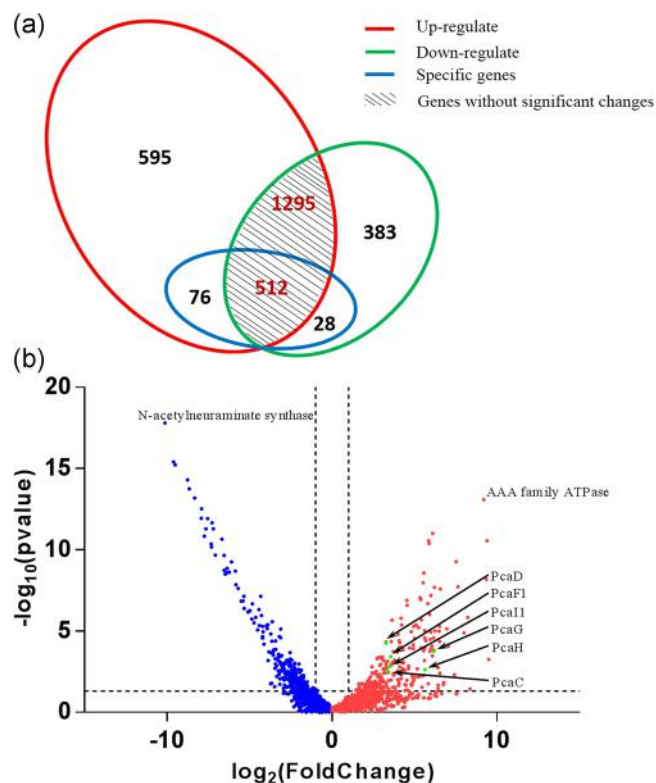 (a)
Up-regulate
Down-regulate
Specific genes
Genes without significant changes
595
1295
383
76
512
28
(b)
20
15
10
5
0
-log10(pvalue)
N-acetylneuraminate synthase
AAA family ATPase
PcaD
PcaF1
PcaI1
PcaG
PcaH
PcaC
-10
0
10
log2(FoldChange)